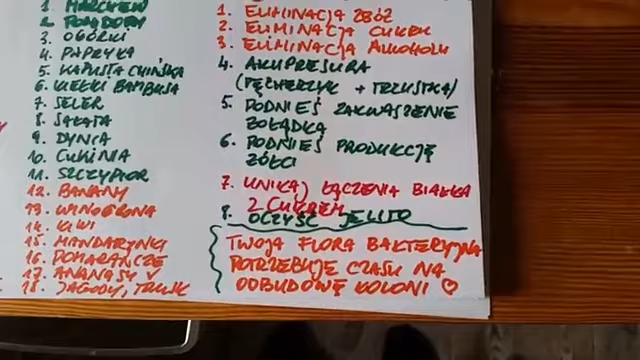 1. MARCHEW
2. POMIDORY
3. OGÓRKI
4. PAPRYKA
5. KAPUSTA CHIŃSKA
6. KIEŁKI BAMBUSA
7. SELER
8. SAŁATA
9. DYNIA
10. CUKINIA
11. SZCZYPIOR
12. BANANY
13. WINOGRONA
14. KIWI
15. MANDARYNKI
16. POMARAŃCZE
17. ANANASY
18. JAGODY, TRUSK
1. ELIMINACJA ZBÓŻ
2. ELIMINACJA CUKRU
3. ELIMINACJA ALKOHOLU
4. AKUPRESURA
(PĘCHERZYK + TRZUSTKA)
5. PODNIEŚ ZAKWASZENIE
ŻOŁĄDKA
6. PODNIEŚ PRODUKCJĘ
ŻÓŁCI
7. UNIKAJ ŁĄCZENIA BIAŁKA
Z CUKREM
8. OCZYŚĆ JELITO
TWOJA FLORA BAKTERYJNA
POTRZEBUJE CZASU NA
ODBUDOWĘ KOLONI ♡